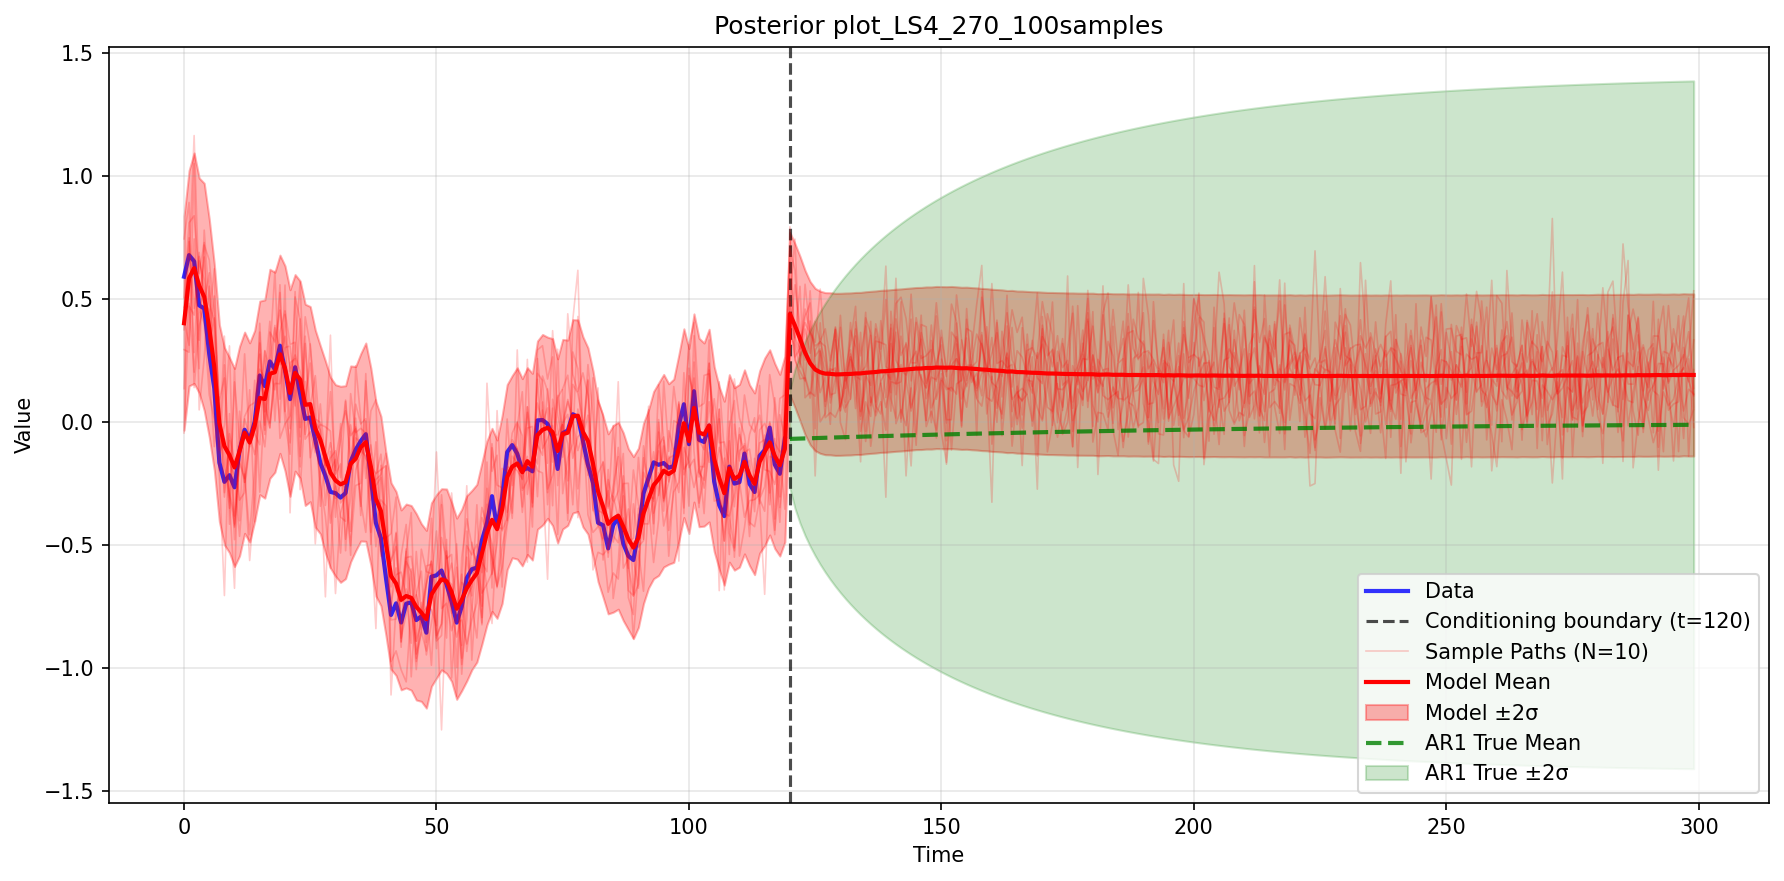 Posterior plot_LS4_270_100samples
1.5
1.0
0.5
0.0
−0.5
−1.0
−1.5
Value
0
50
100
150
200
250
300
Time
Data
Conditioning boundary (t=120)
Sample Paths (N=10)
Model Mean
Model ±2σ
AR1 True Mean
AR1 True ±2σ